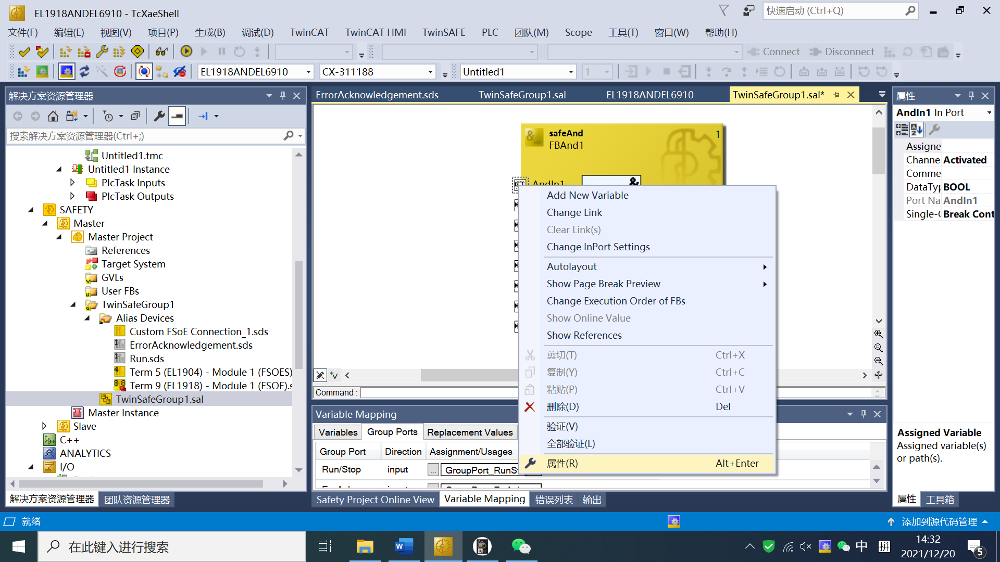 EL1918ANDEL6910 - TcXaeShell
快速启动 (Ctrl+Q)
文件(F) 编辑(E) 视图(V) 项目(P) 生成(B) 调试(D) TwinCAT TwinCAT HMI TwinSAFE PLC 团队(M) Scope 工具(T) 窗口(W) 帮助(H)
Connect Disconnect
EL1918ANDEL6910 CX-311188 Untitled1 1
解决方案资源管理器
搜索解决方案资源管理器(Ctrl+;)
Untitled1.tmc
Untitled1 Instance
PlcTask Inputs
PlcTask Outputs
SAFETY
Master
Master Project
References
Target System
GVLs
User FBs
TwinSafeGroup1
Alias Devices
Custom FSoE Connection_1.sds
ErrorAcknowledgement.sds
Run.sds
Term 5 (EL1904) - Module 1 (FSOES)
Term 9 (EL1918) - Module 1 (FSOE).s
TwinSafeGroup1.sal
Master Instance
Slave
C++
ANALYTICS
I/O
解决方案资源管理器 团队资源管理器
ErrorAcknowledgement.sds TwinSafeGroup1.sal EL1918ANDEL6910 TwinSafeGroup1.sal*
safeAnd 1
FBAnd1
AndIn1 &
Add New Variable
Change Link
Clear Link(s)
Change InPort Settings
Autolayout
Show Page Break Preview
Change Execution Order of FBs
Show Online Value
Show References
剪切(T) Ctrl+X
复制(Y) Ctrl+C
粘贴(P) Ctrl+V
删除(D) Del
验证(V)
全部验证(L)
属性(R) Alt+Enter
Command :
Variable Mapping
Variables Group Ports Replacement Values
Group Port Direction Assignment/Usages
Run/Stop input ... GroupPort_RunSt
Safety Project Online View Variable Mapping 错误列表 输出
属性
AndIn1 In Port
Assigne
Channe Activated
Comme
DataTyp BOOL
Port Na AndIn1
Single-C Break Cont
Assigned Variable
Assigned variable(s)
or path(s).
属性 工具箱
就绪 添加到源代码管理
在此键入进行搜索
中 拼 14:32
2021/12/20 5